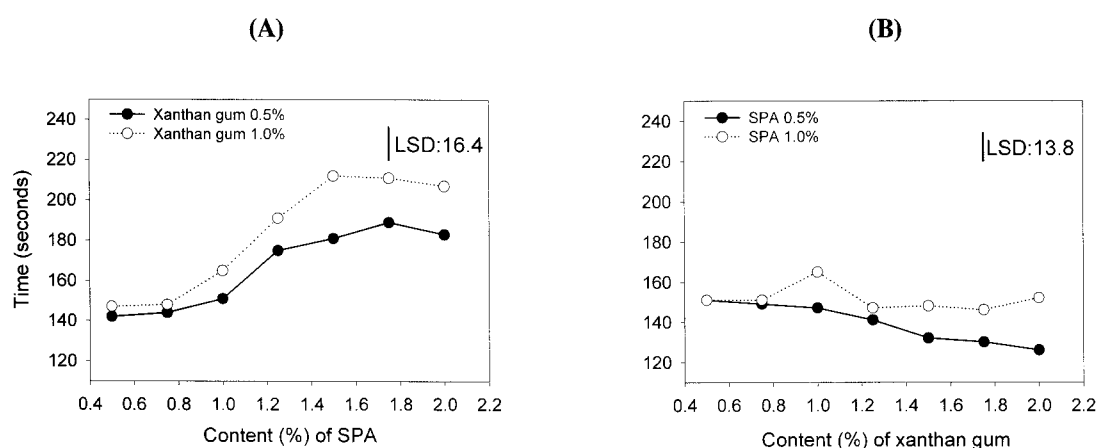 (A)
Xanthan gum 0.5%
Xanthan gum 1.0%
LSD:16.4
240
220
200
180
160
140
120
Time (seconds)
0.4 0.6 0.8 1.0 1.2 1.4 1.6 1.8 2.0 2.2
Content (%) of SPA
(B)
SPA 0.5%
SPA 1.0%
LSD:13.8
240
220
200
180
160
140
120
0.4 0.6 0.8 1.0 1.2 1.4 1.6 1.8 2.0 2.2
Content (%) of xanthan gum